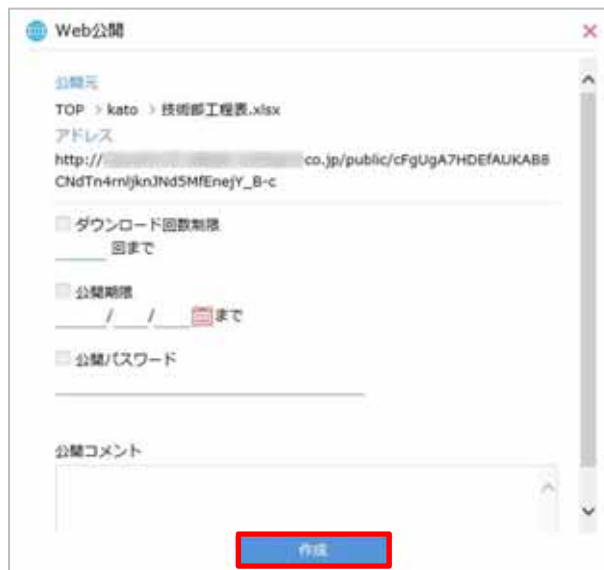 Web公開
公開元
TOP > kato > 技術部工程表.xlsx
アドレス
http:// co.jp/public/cFgUgA7HDEfAUKAB8
CNdTn4rnljknJNd5MfEnejY_B-c
ダウンロード回数制限
回まで
公開期限
/ / まで
公開パスワード
公開コメント
作成